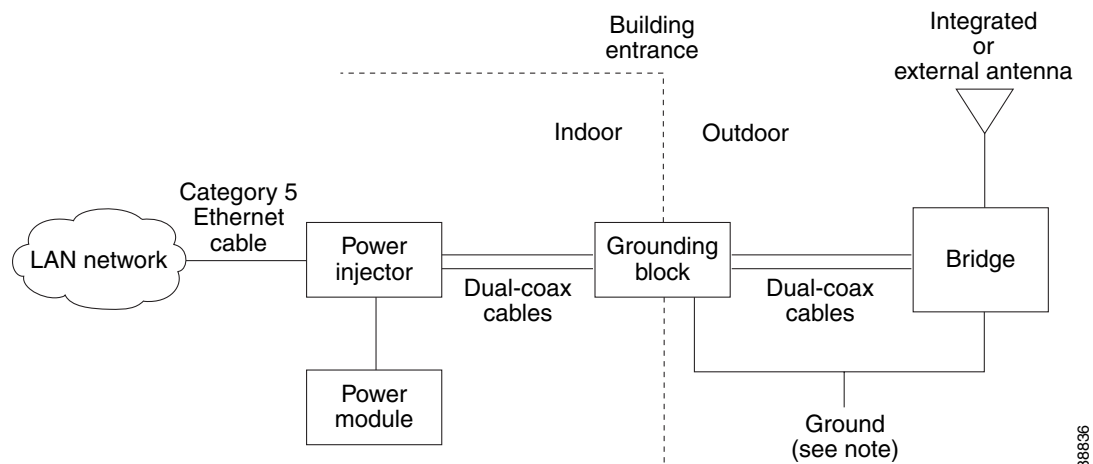 Building
entrance
Integrated
or
external antenna
Indoor
Outdoor
Category 5
Ethernet
cable
LAN network
Power
injector
Dual-coax
cables
Grounding
block
Dual-coax
cables
Bridge
Power
module
Ground
(see note)